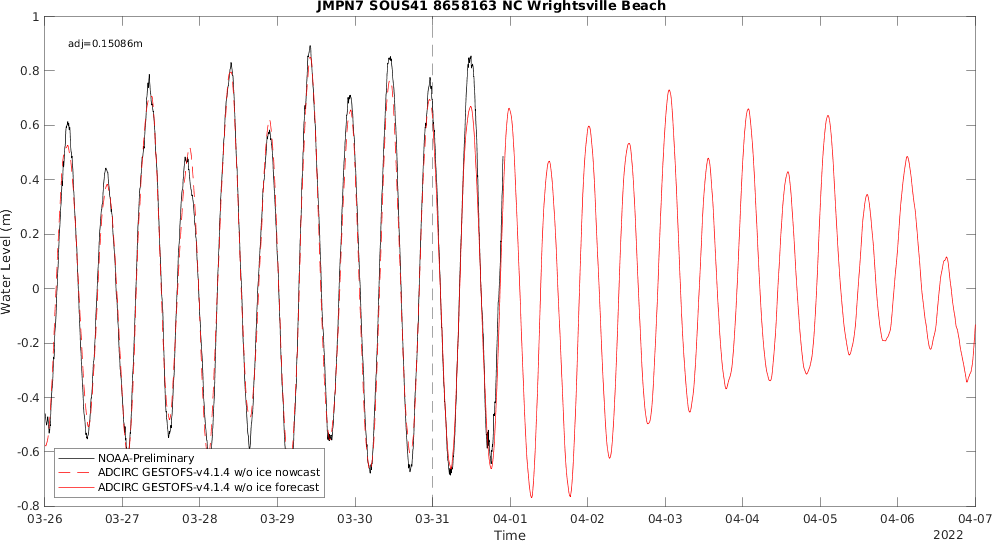 JMPN7 SOUS41 8658163 NC Wrightsville Beach
adj=0.15086m
1
0.8
0.6
0.4
0.2
0
-0.2
-0.4
-0.6
-0.8
Water Level (m)
NOAA-Preliminary
ADCIRC GESTOFS-v4.1.4 w/o ice nowcast
ADCIRC GESTOFS-v4.1.4 w/o ice forecast
03-26 03-27 03-28 03-29 03-30 03-31 04-01 04-02 04-03 04-04 04-05 04-06 04-07
Time
2022